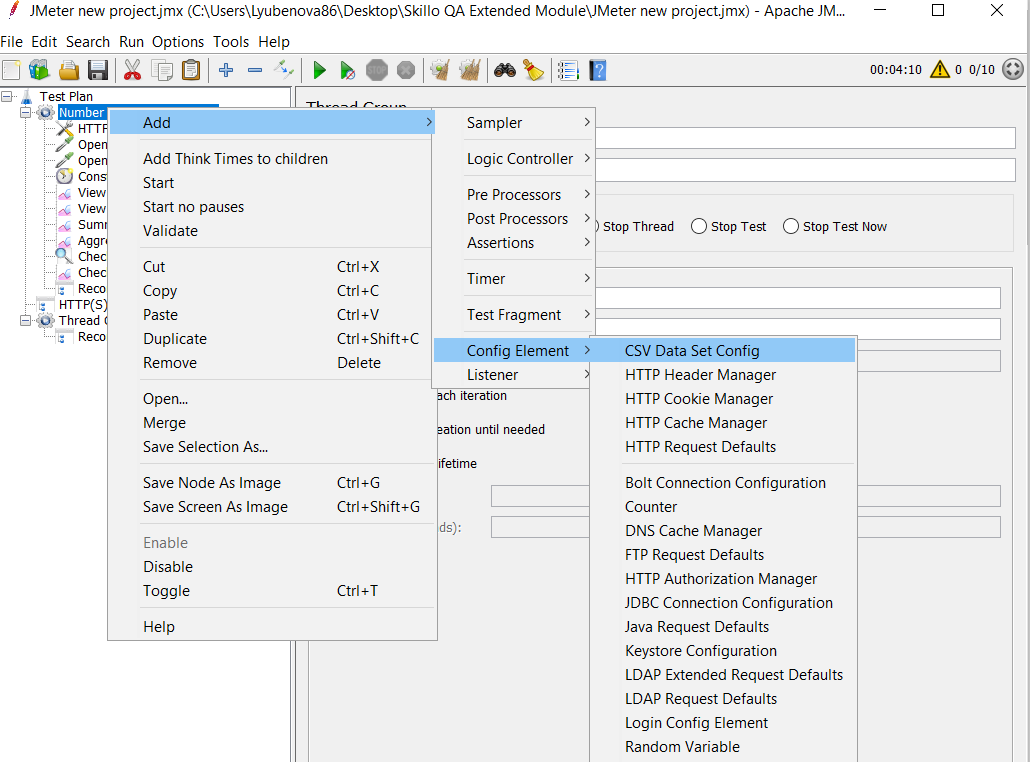 JMeter new project.jmx (C:\Users\Lyubenova86\Desktop\Skillo QA Extended Module\JMeter new project.jmx) - Apache JM...
File Edit Search Run Options Tools Help
00:04:10 0 0/10
Test Plan
Thread Group
Number
HTTP
Open
Open
Cons
View
View
Summ
Aggre
Chec
Chec
Reco
HTTP(S)
Thread
Reco
Add
Add Think Times to children
Start
Start no pauses
Validate
Cut Ctrl+X
Copy Ctrl+C
Paste Ctrl+V
Duplicate Ctrl+Shift+C
Remove Delete
Open...
Merge
Save Selection As...
Save Node As Image Ctrl+G
Save Screen As Image Ctrl+Shift+G
Enable
Disable
Toggle Ctrl+T
Help
Sampler
Logic Controller
Pre Processors
Post Processors
Assertions
Timer
Test Fragment
Config Element
Listener
Stop Thread Stop Test Stop Test Now
ach iteration
eation until needed
ifetime
ds):
CSV Data Set Config
HTTP Header Manager
HTTP Cookie Manager
HTTP Cache Manager
HTTP Request Defaults
Bolt Connection Configuration
Counter
DNS Cache Manager
FTP Request Defaults
HTTP Authorization Manager
JDBC Connection Configuration
Java Request Defaults
Keystore Configuration
LDAP Extended Request Defaults
LDAP Request Defaults
Login Config Element
Random Variable